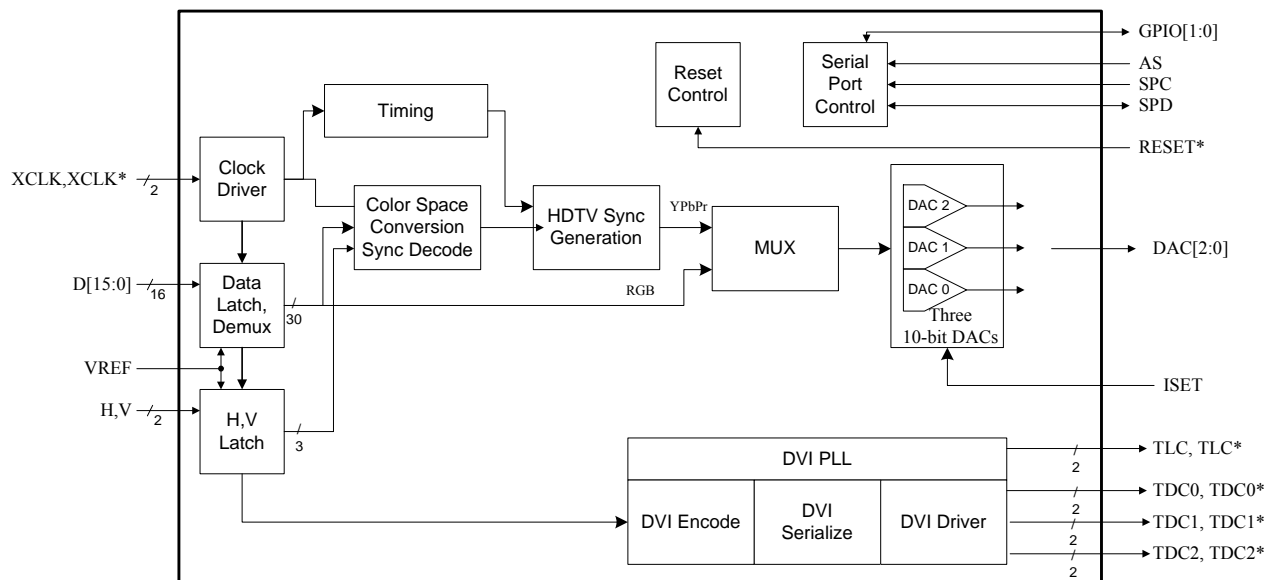 GPIO[1:0]
AS
SPC
SPD
Serial
Port
Control
Reset
Control
RESET*
Timing
XCLK,XCLK*
2
Clock
Driver
Color Space
Conversion
Sync Decode
HDTV Sync
Generation
YPbPr
MUX
DAC 2
DAC 1
DAC 0
Three
10-bit DACs
DAC[2:0]
D[15:0]
16
Data
Latch,
Demux
30
RGB
VREF
ISET
H,V
2
H,V
Latch
3
DVI PLL
DVI Encode
DVI
Serialize
DVI Driver
2
TLC, TLC*
2
TDC0, TDC0*
2
TDC1, TDC1*
2
TDC2, TDC2*